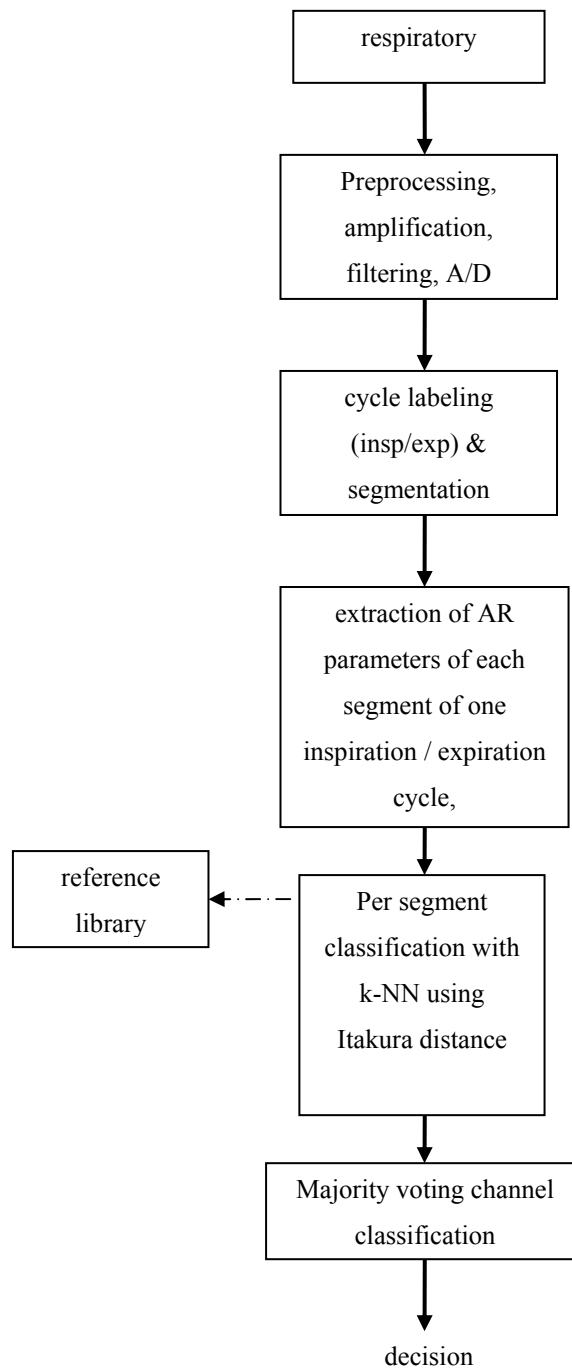 respiratory
Preprocessing,
amplification,
filtering, A/D
cycle labeling
(insp/exp) &
segmentation
extraction of AR
parameters of each
segment of one
inspiration / expiration
cycle,
reference
library
Per segment
classification with
k-NN using
Itakura distance
Majority voting channel
classification
decision